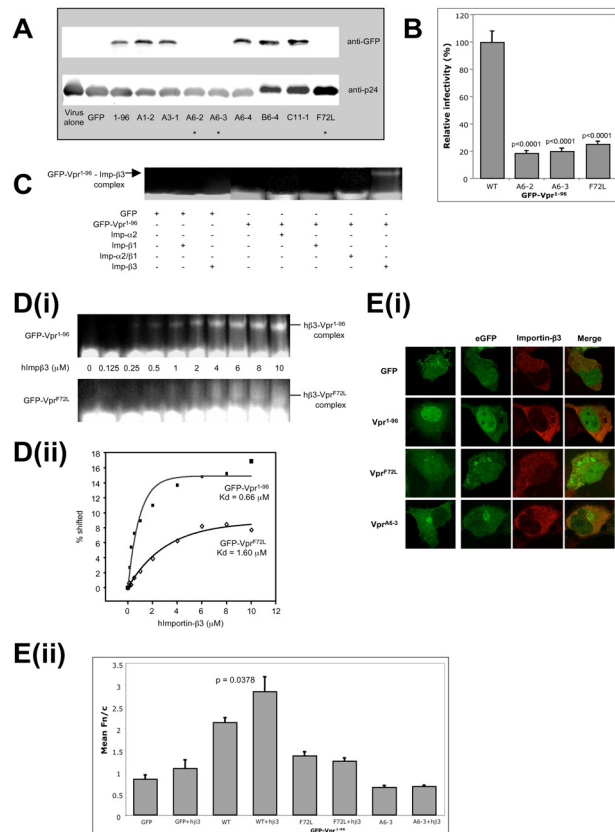 A
anti-GFP
anti-p24
Virus alone GFP 1-96 A1-2 A3-1 A6-2 A6-3 A6-4 B6-4 C11-1 F72L
* * *
B
Relative infectivity (%)
120
100
80
60
40
20
0
p<0.0001 p<0.0001 p<0.0001
WT A6-2 A6-3 F72L
GFP-Vpr1-96
C
GFP-Vpr1-96 - Imp-β3 complex
GFP + + + - - - - -
GFP-Vpr1-96 - - - + + + + +
Imp-α2 - - - - + - - -
Imp-β1 - + - - - + - -
Imp-α2/β1 - - - - - - + -
Imp-β3 - - + - - - - +
D(i)
GFP-Vpr1-96
hβ3-Vpr1-96 complex
hImpβ3 (μM) 0 0.125 0.25 0.5 1 2 4 6 8 10
GFP-VprF72L
hβ3-VprF72L complex
D(ii)
% shifted
18
16
14
12
10
8
6
4
2
0
GFP-Vpr1-96
Kd = 0.66 μM
GFP-VprF72L
Kd = 1.60 μM
0 2 4 6 8 10 12
hImportin-β3 (μM)
E(i)
eGFP Importin-β3 Merge
GFP
Vpr1-96
VprF72L
VprA6-3
E(ii)
Mean Fn/c
3.5
3
2.5
2
1.5
1
0.5
0
p = 0.0378
GFP GFP+hβ3 WT WT+hβ3 F72L F72L+hβ3 A6-3 A6-3+hβ3
GFP-Vpr1-96